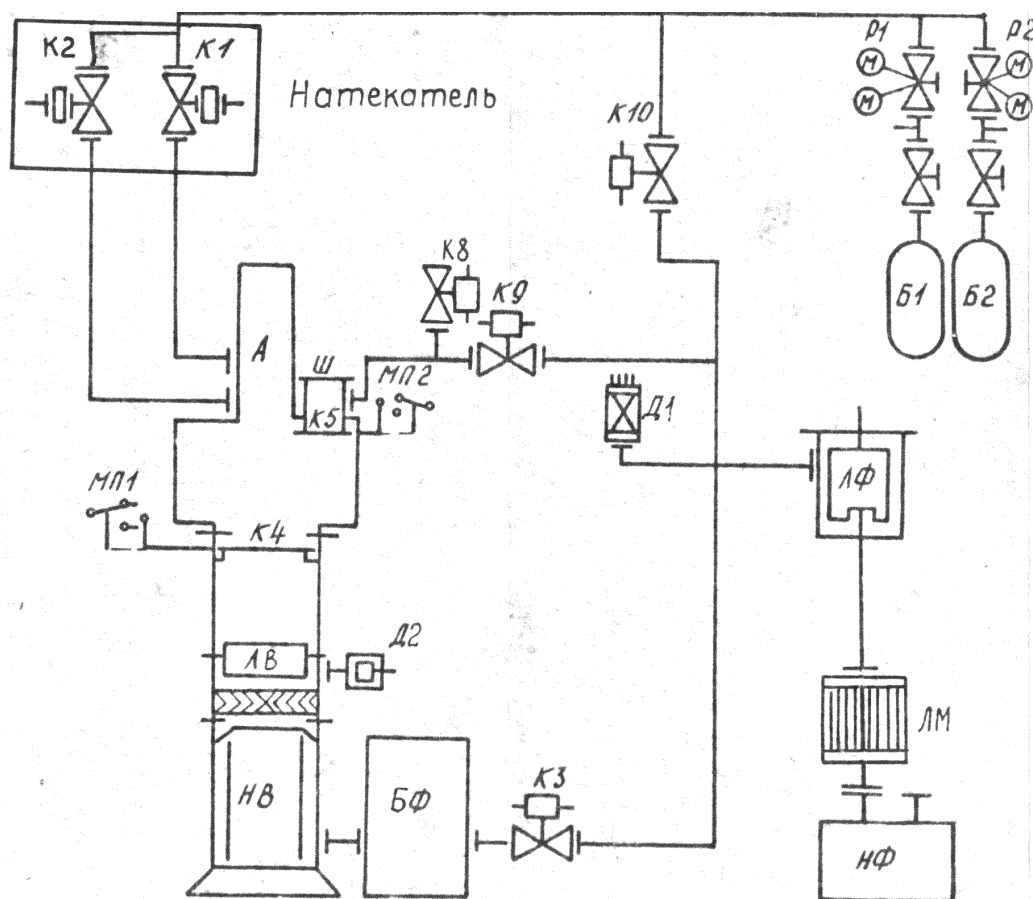 К2
К1
Натекатель
Р1
Р2
М
М
М
М
К10
Б1
Б2
К8
К9
А
Ш
К5
МП2
Д1
ЛФ
МП1
К4
ЛВ
Д2
НВ
БФ
К3
ЛМ
НФ